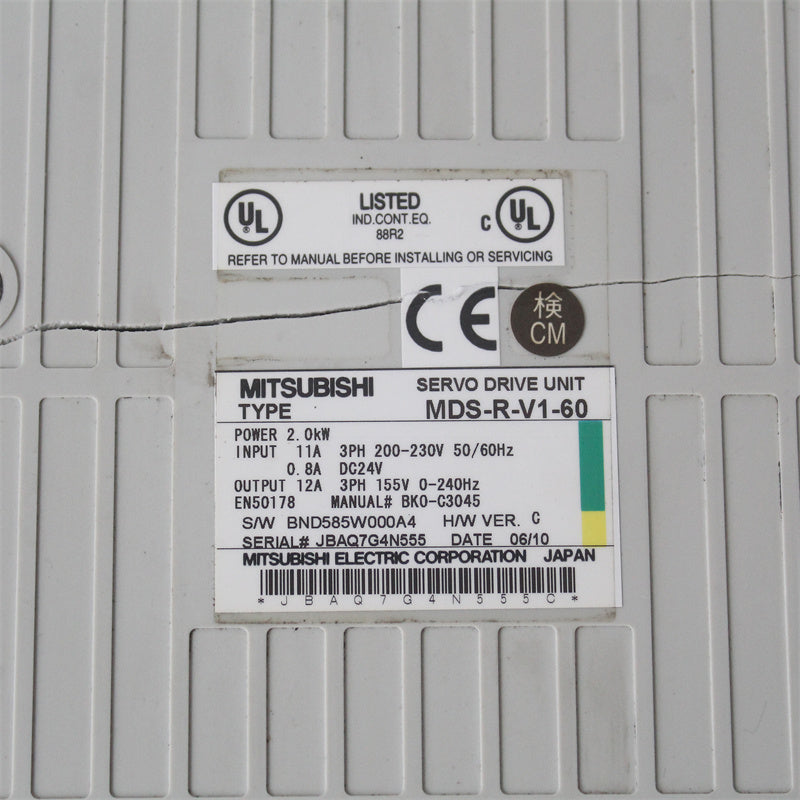 UL LISTED C UL
IND.CONT.EQ.
88R2
REFER TO MANUAL BEFORE INSTALLING OR SERVICING
CE 検
CM
MITSUBISHI SERVO DRIVE UNIT
TYPE MDS-R-V1-60
POWER 2.0kW
INPUT 11A 3PH 200-230V 50/60Hz
0.8A DC24V
OUTPUT 12A 3PH 155V 0-240Hz
EN50178 MANUAL# BKO-C3045
S/W BND585W000A4 H/W VER. C
SERIAL# JBAQ7G4N555 DATE 06/10
MITSUBISHI ELECTRIC CORPORATION JAPAN
*JBAQ7G4N555C*